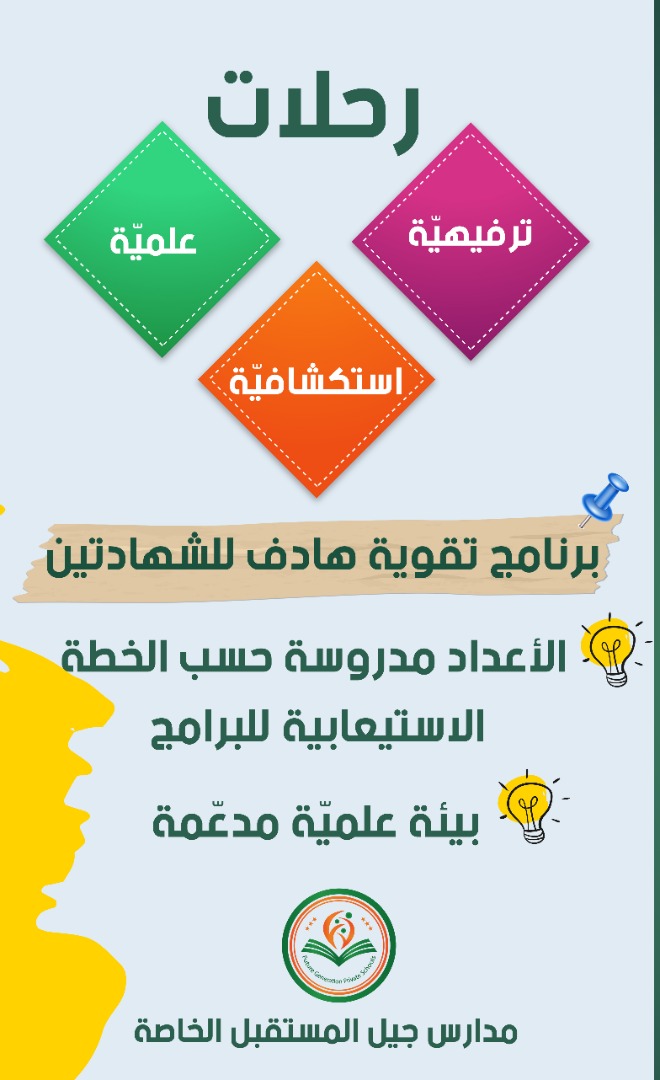 رحلات
ترفيهيّة
علميّة
استكشافيّة
برنامج تقوية هادف للشهادتين
الأعداد مدروسة حسب الخطة
الاستيعابية للبرامج
بيئة علميّة مدعّمة
Future Generation Private Schools
مدارس جيل المستقبل الخاصة